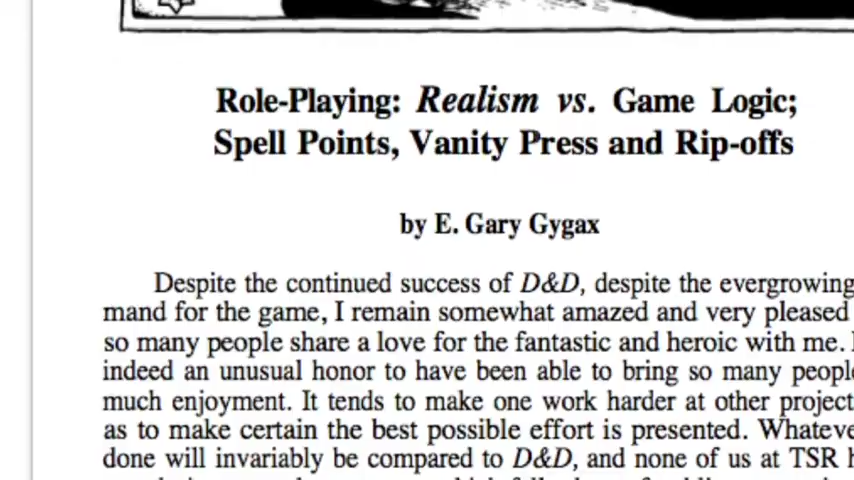 Role-Playing: Realism vs. Game Logic;
Spell Points, Vanity Press and Rip-offs
by E. Gary Gygax
Despite the continued success of D&D, despite the evergrowing
mand for the game, I remain somewhat amazed and very pleased
so many people share a love for the fantastic and heroic with me.
indeed an unusual honor to have been able to bring so many
much enjoyment. It tends to make one work harder at other
as to make certain the best possible effort is presented.
done will invariably be compared to D&D, and none of us at TSR